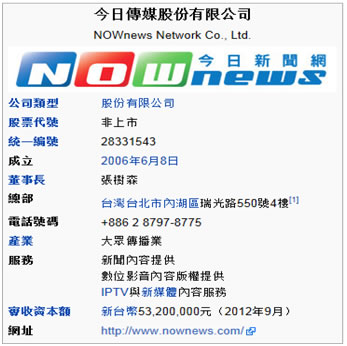 今日傳媒股份有限公司
NOWnews Network Co., Ltd.
今日新聞網
NOWnews
公司類型 股份有限公司
股票代號 非上市
統一編號 28331543
成立 2006年6月8日
董事長 張樹森
總部 台灣台北市內湖區瑞光路550號4樓[1]
電話號碼 +886 2 8797-8775
產業 大眾傳播業
服務 新聞內容提供
數位影音內容版權提供
IPTV與新媒體內容服務
審收資本額 新台幣53,200,000元（2012年9月）
網址 http://www.nownews.com/